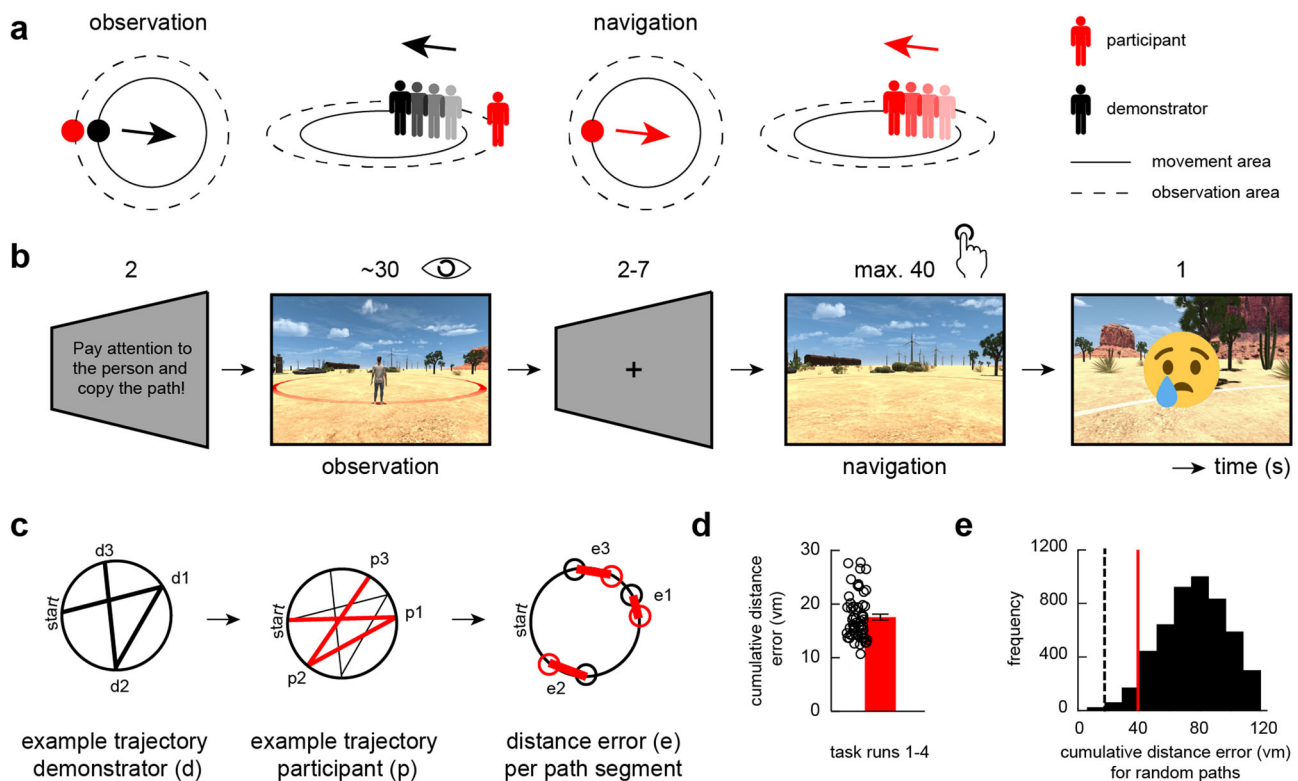 a
observation
navigation
participant
demonstrator
movement area
observation area
b
2
~30
2-7
max. 40
1
Pay attention to
the person and
copy the path!
+
observation
navigation
time (s)
c
d3
d1
start
d2
p3
p1
start
p2
e3
e1
start
e2
example trajectory
demonstrator (d)
example trajectory
participant (p)
distance error (e)
per path segment
d
cumulative distance
error (vm)
30
20
10
0
task runs 1-4
e
frequency
1200
800
400
0
0
40
80
120
cumulative distance error (vm)
for random paths